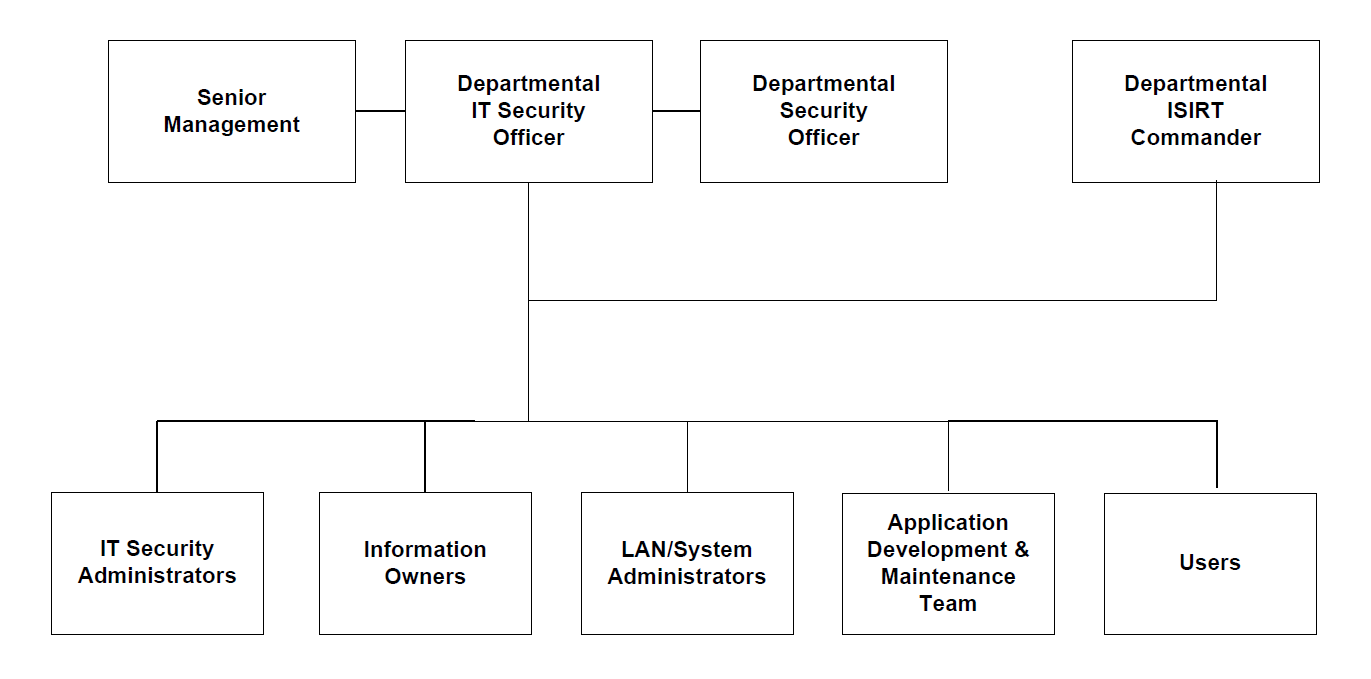 Senior
Management
Departmental
IT Security
Officer
Departmental
Security
Officer
Departmental
ISIRT
Commander
IT Security
Administrators
Information
Owners
LAN/System
Administrators
Application
Development &
Maintenance
Team
Users